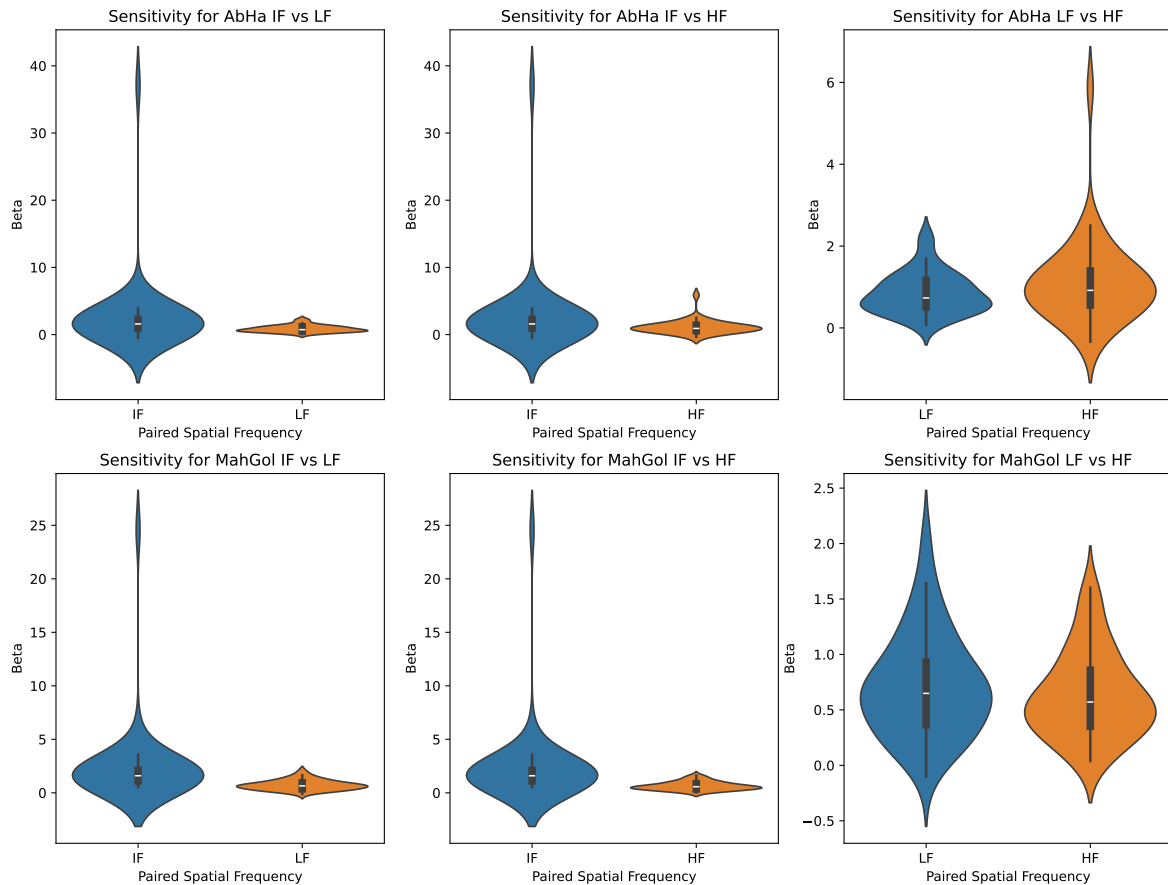 Sensitivity for AbHa IF vs LF
Sensitivity for AbHa IF vs HF
Sensitivity for AbHa LF vs HF
Beta
40
30
20
10
0
IF
LF
Paired Spatial Frequency
Beta
40
30
20
10
0
IF
HF
Paired Spatial Frequency
Beta
6
4
2
0
LF
HF
Paired Spatial Frequency
Sensitivity for MahGol IF vs LF
Sensitivity for MahGol IF vs HF
Sensitivity for MahGol LF vs HF
Beta
25
20
15
10
5
0
IF
LF
Paired Spatial Frequency
Beta
25
20
15
10
5
0
IF
HF
Paired Spatial Frequency
Beta
2.5
2.0
1.5
1.0
0.5
0.0
−0.5
LF
HF
Paired Spatial Frequency